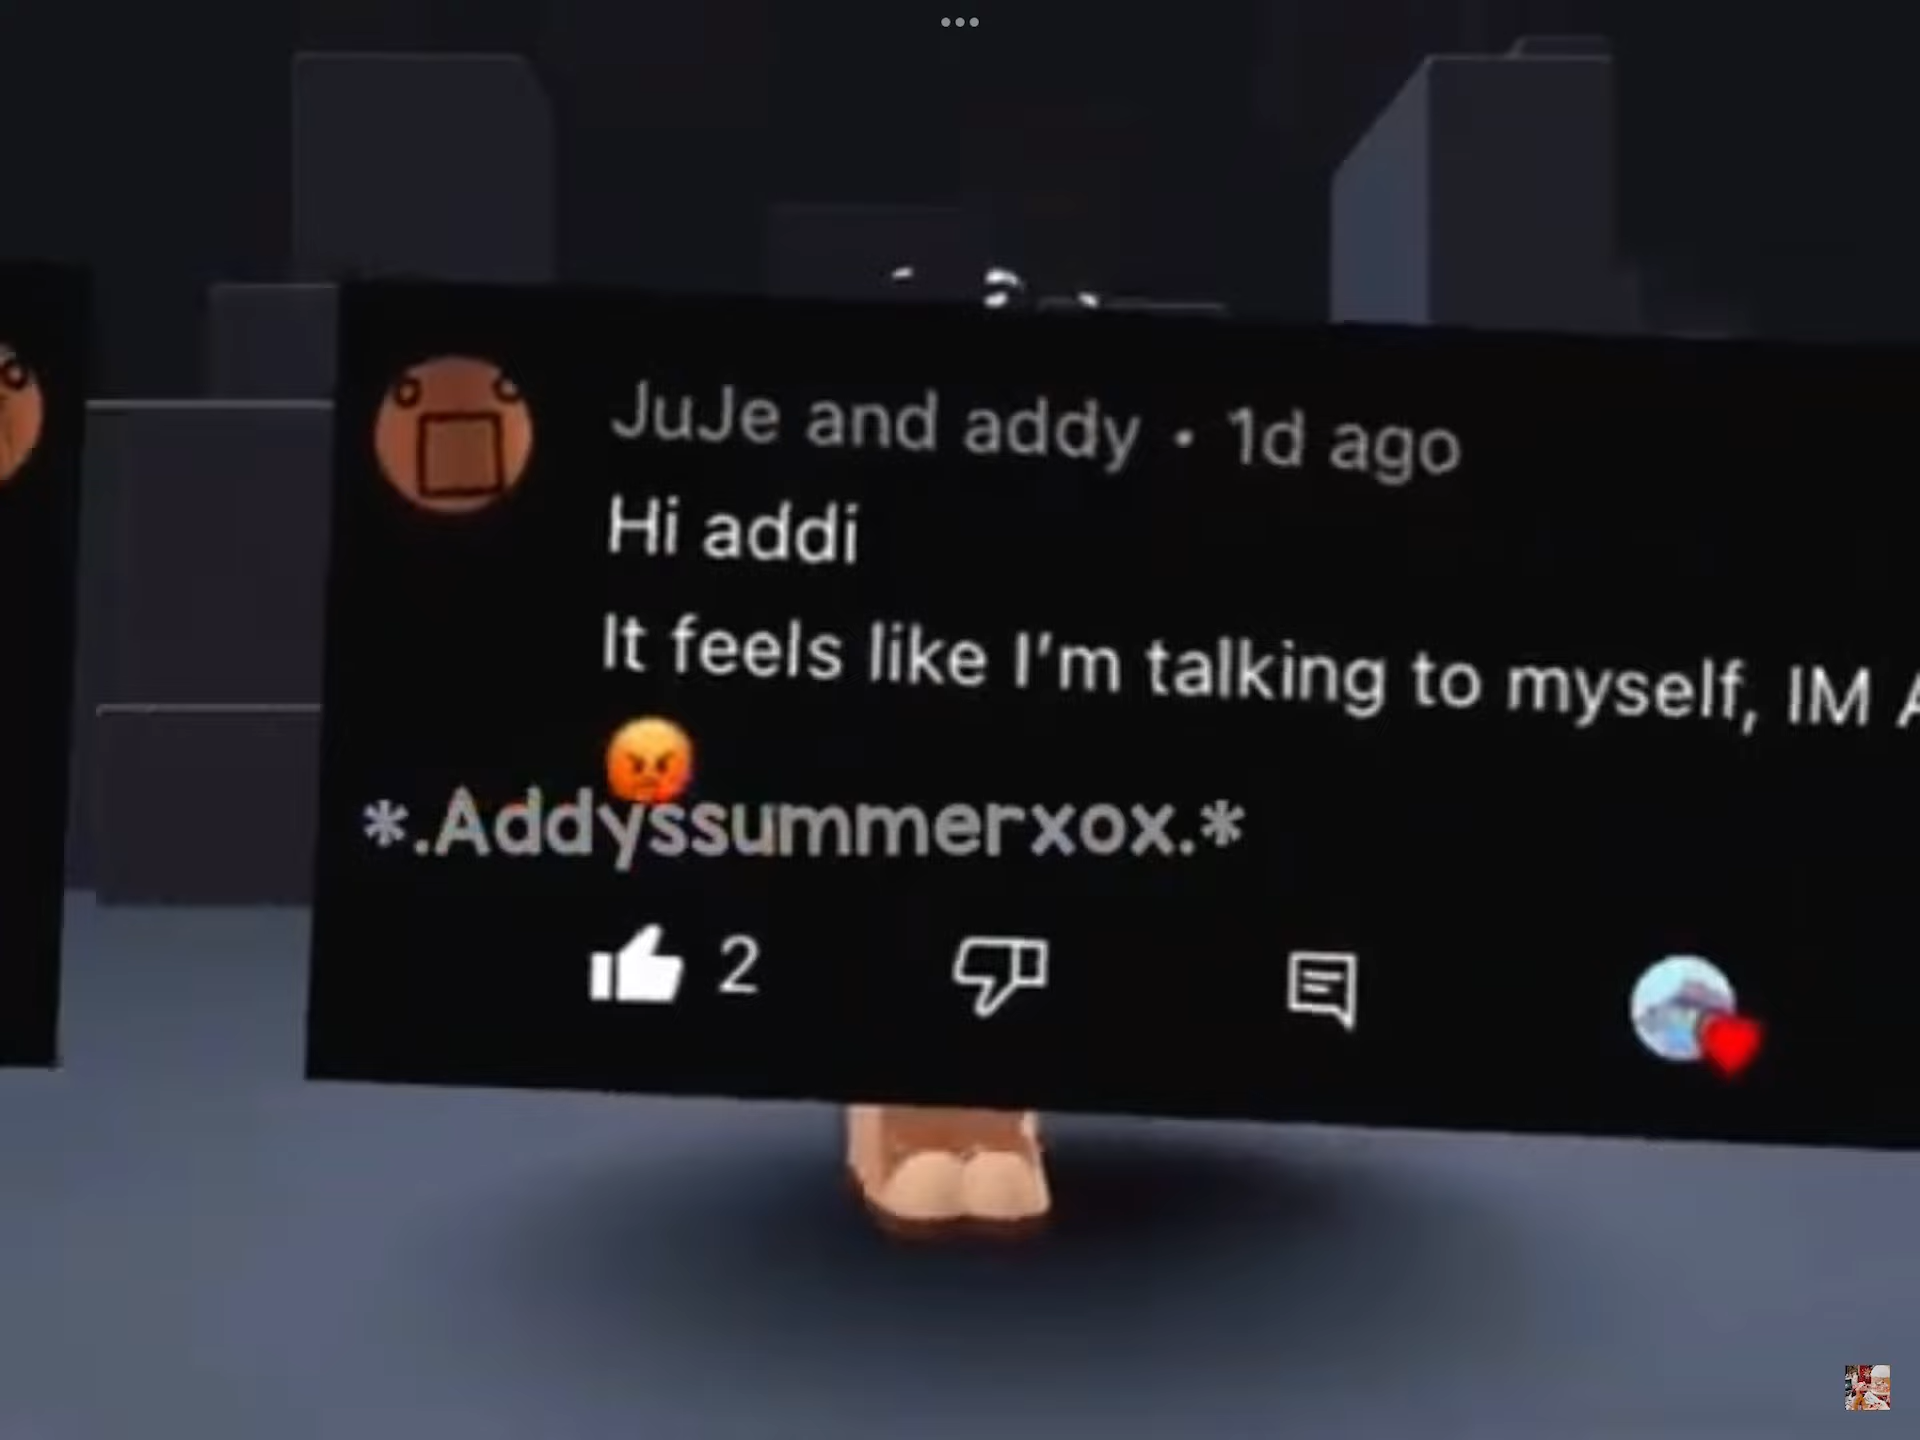 JuJe and addy • 1d ago
Hi addi
It feels like I'm talking to myself, IM
😡
*.Addyssummerxox.*
2